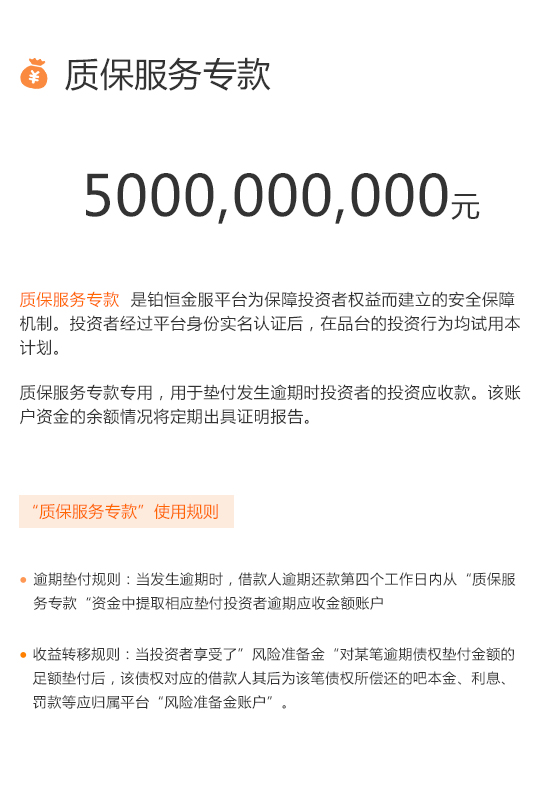 质保服务专款
5000,000,000元
质保服务专款 是铂恒金服平台为保障投资者权益而建立的安全保障
机制。投资者经过平台身份实名认证后，在品台的投资行为均试用本
计划。
质保服务专款专用，用于垫付发生逾期时投资者的投资应收款。该账
户资金的余额情况将定期出具证明报告。
“质保服务专款”使用规则
● 逾期垫付规则：当发生逾期时，借款人逾期还款第四个工作日内从“质保服
务专款“资金中提取相应垫付投资者逾期应收金额账户
● 收益转移规则：当投资者享受了”风险准备金“对某笔逾期债权垫付金额的
足额垫付后，该债权对应的借款人其后为该笔债权所偿还的吧本金、利息、
罚款等应归属平台“风险准备金账户”。